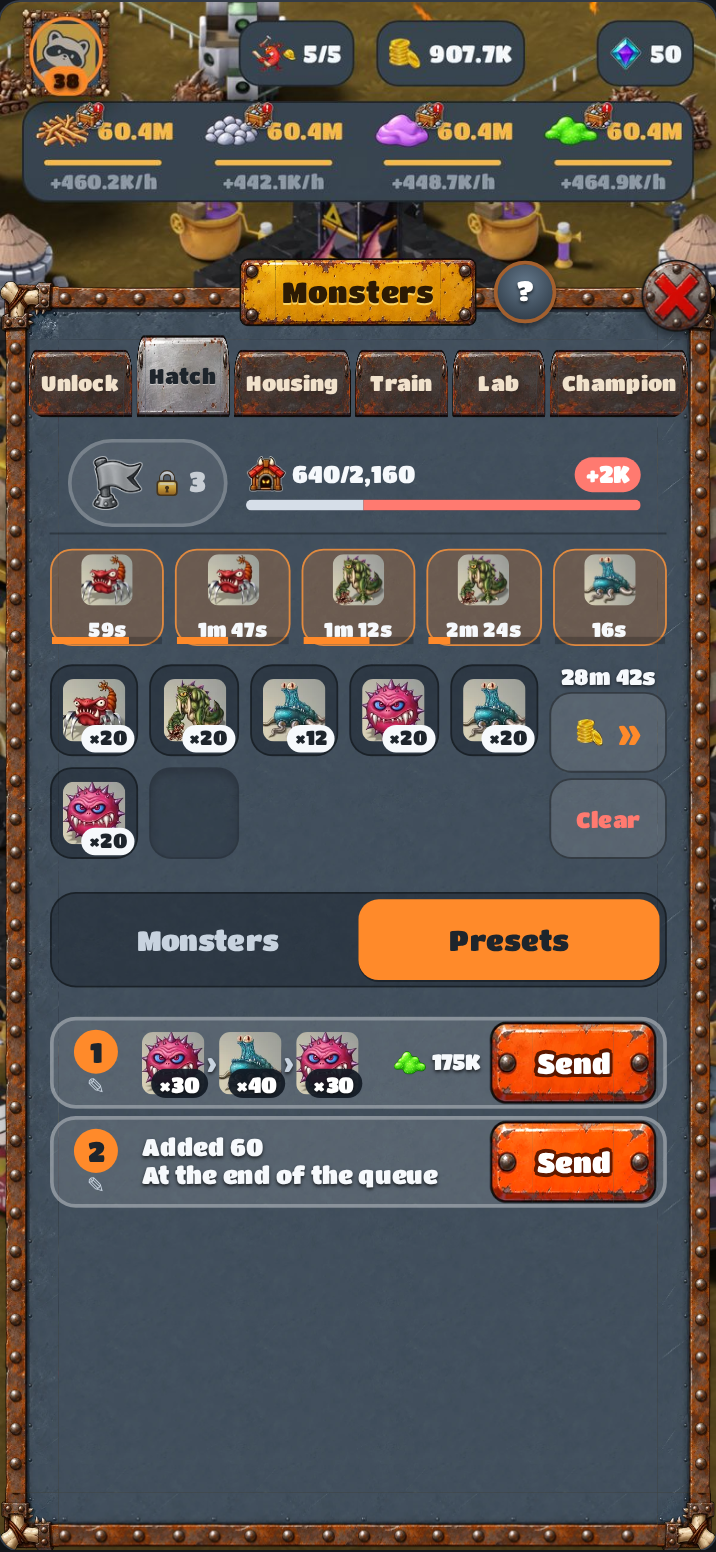 38
5/5
907.7K
50
60.4M
60.4M
60.4M
60.4M
+460.2K/h
+442.1K/h
+448.7K/h
+464.9K/h
Monsters
?
Unlock
Hatch
Housing
Train
Lab
Champion
3
640/2,160
+2K
59s
1m 47s
1m 12s
2m 24s
16s
28m 42s
×20
×20
×12
×20
×20
×20
Clear
Monsters
Presets
1
×30
×40
×30
175K
Send
2
Added 60
At the end of the queue
Send